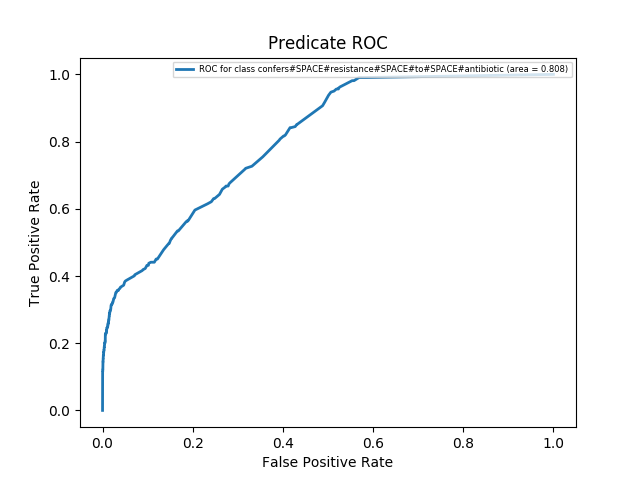 Predicate ROC
ROC for class confers#SPACE#resistance#SPACE#to#SPACE#antibiotic (area = 0.808)
1.0
0.8
0.6
0.4
0.2
0.0
True Positive Rate
0.0 0.2 0.4 0.6 0.8 1.0
False Positive Rate